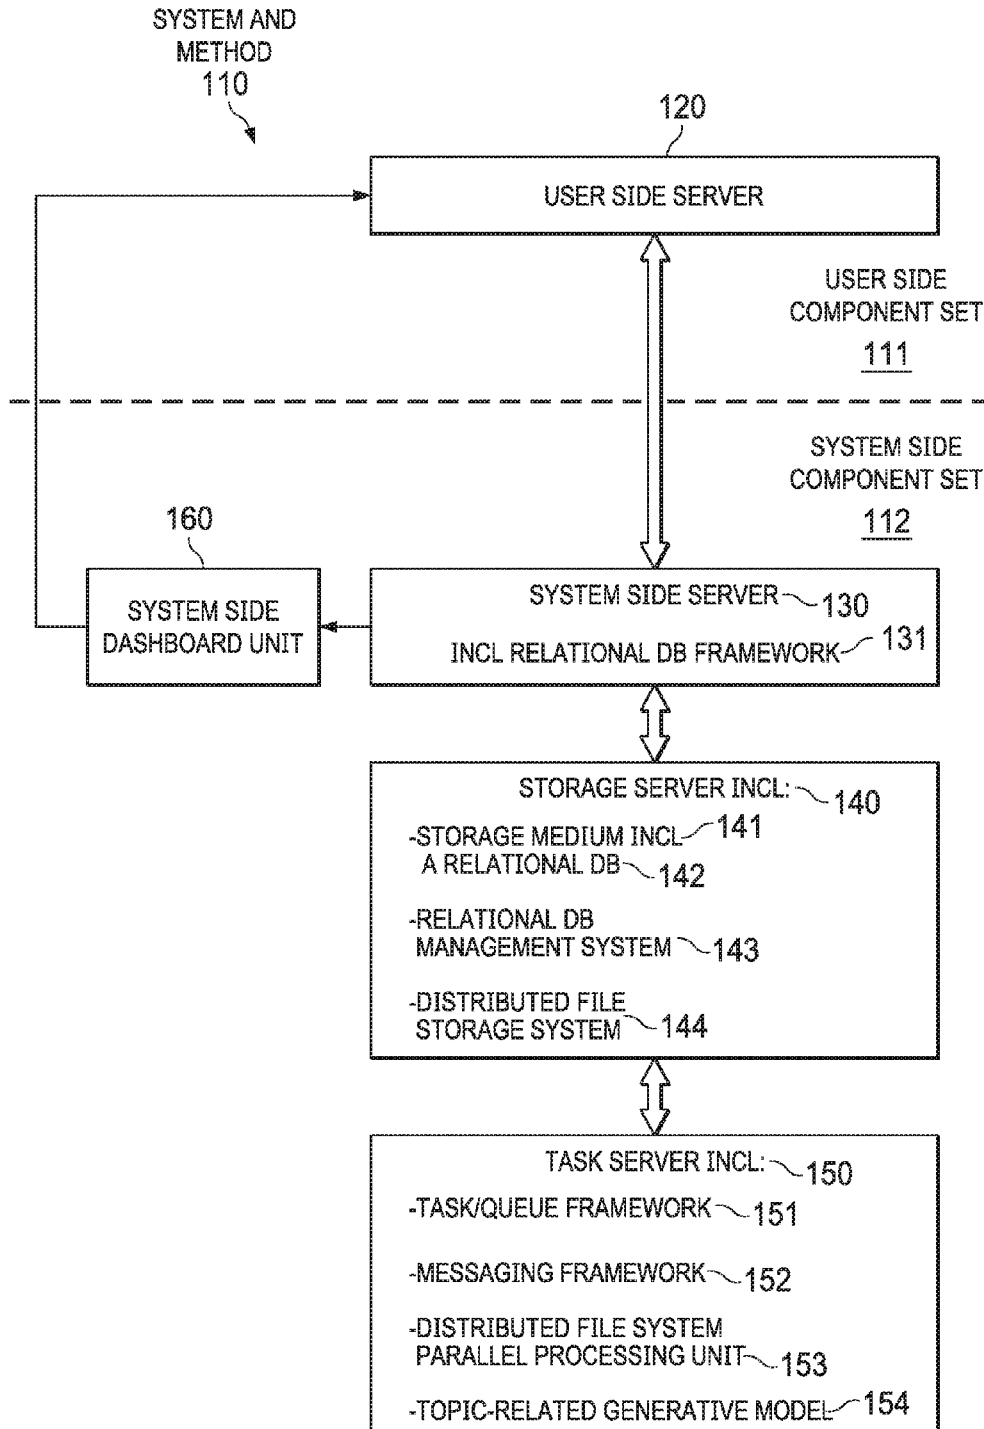 SYSTEM AND
METHOD
110
120
USER SIDE SERVER
USER SIDE
COMPONENT SET
111
SYSTEM SIDE
COMPONENT SET
112
160
SYSTEM SIDE
DASHBOARD UNIT
SYSTEM SIDE SERVER 130
INCL RELATIONAL DB FRAMEWORK 131
STORAGE SERVER INCL: 140
-STORAGE MEDIUM INCL 141
A RELATIONAL DB 142
-RELATIONAL DB
MANAGEMENT SYSTEM 143
-DISTRIBUTED FILE
STORAGE SYSTEM 144
TASK SERVER INCL: 150
-TASK/QUEUE FRAMEWORK 151
-MESSAGING FRAMEWORK 152
-DISTRIBUTED FILE SYSTEM
PARALLEL PROCESSING UNIT 153
-TOPIC-RELATED GENERATIVE MODEL 154